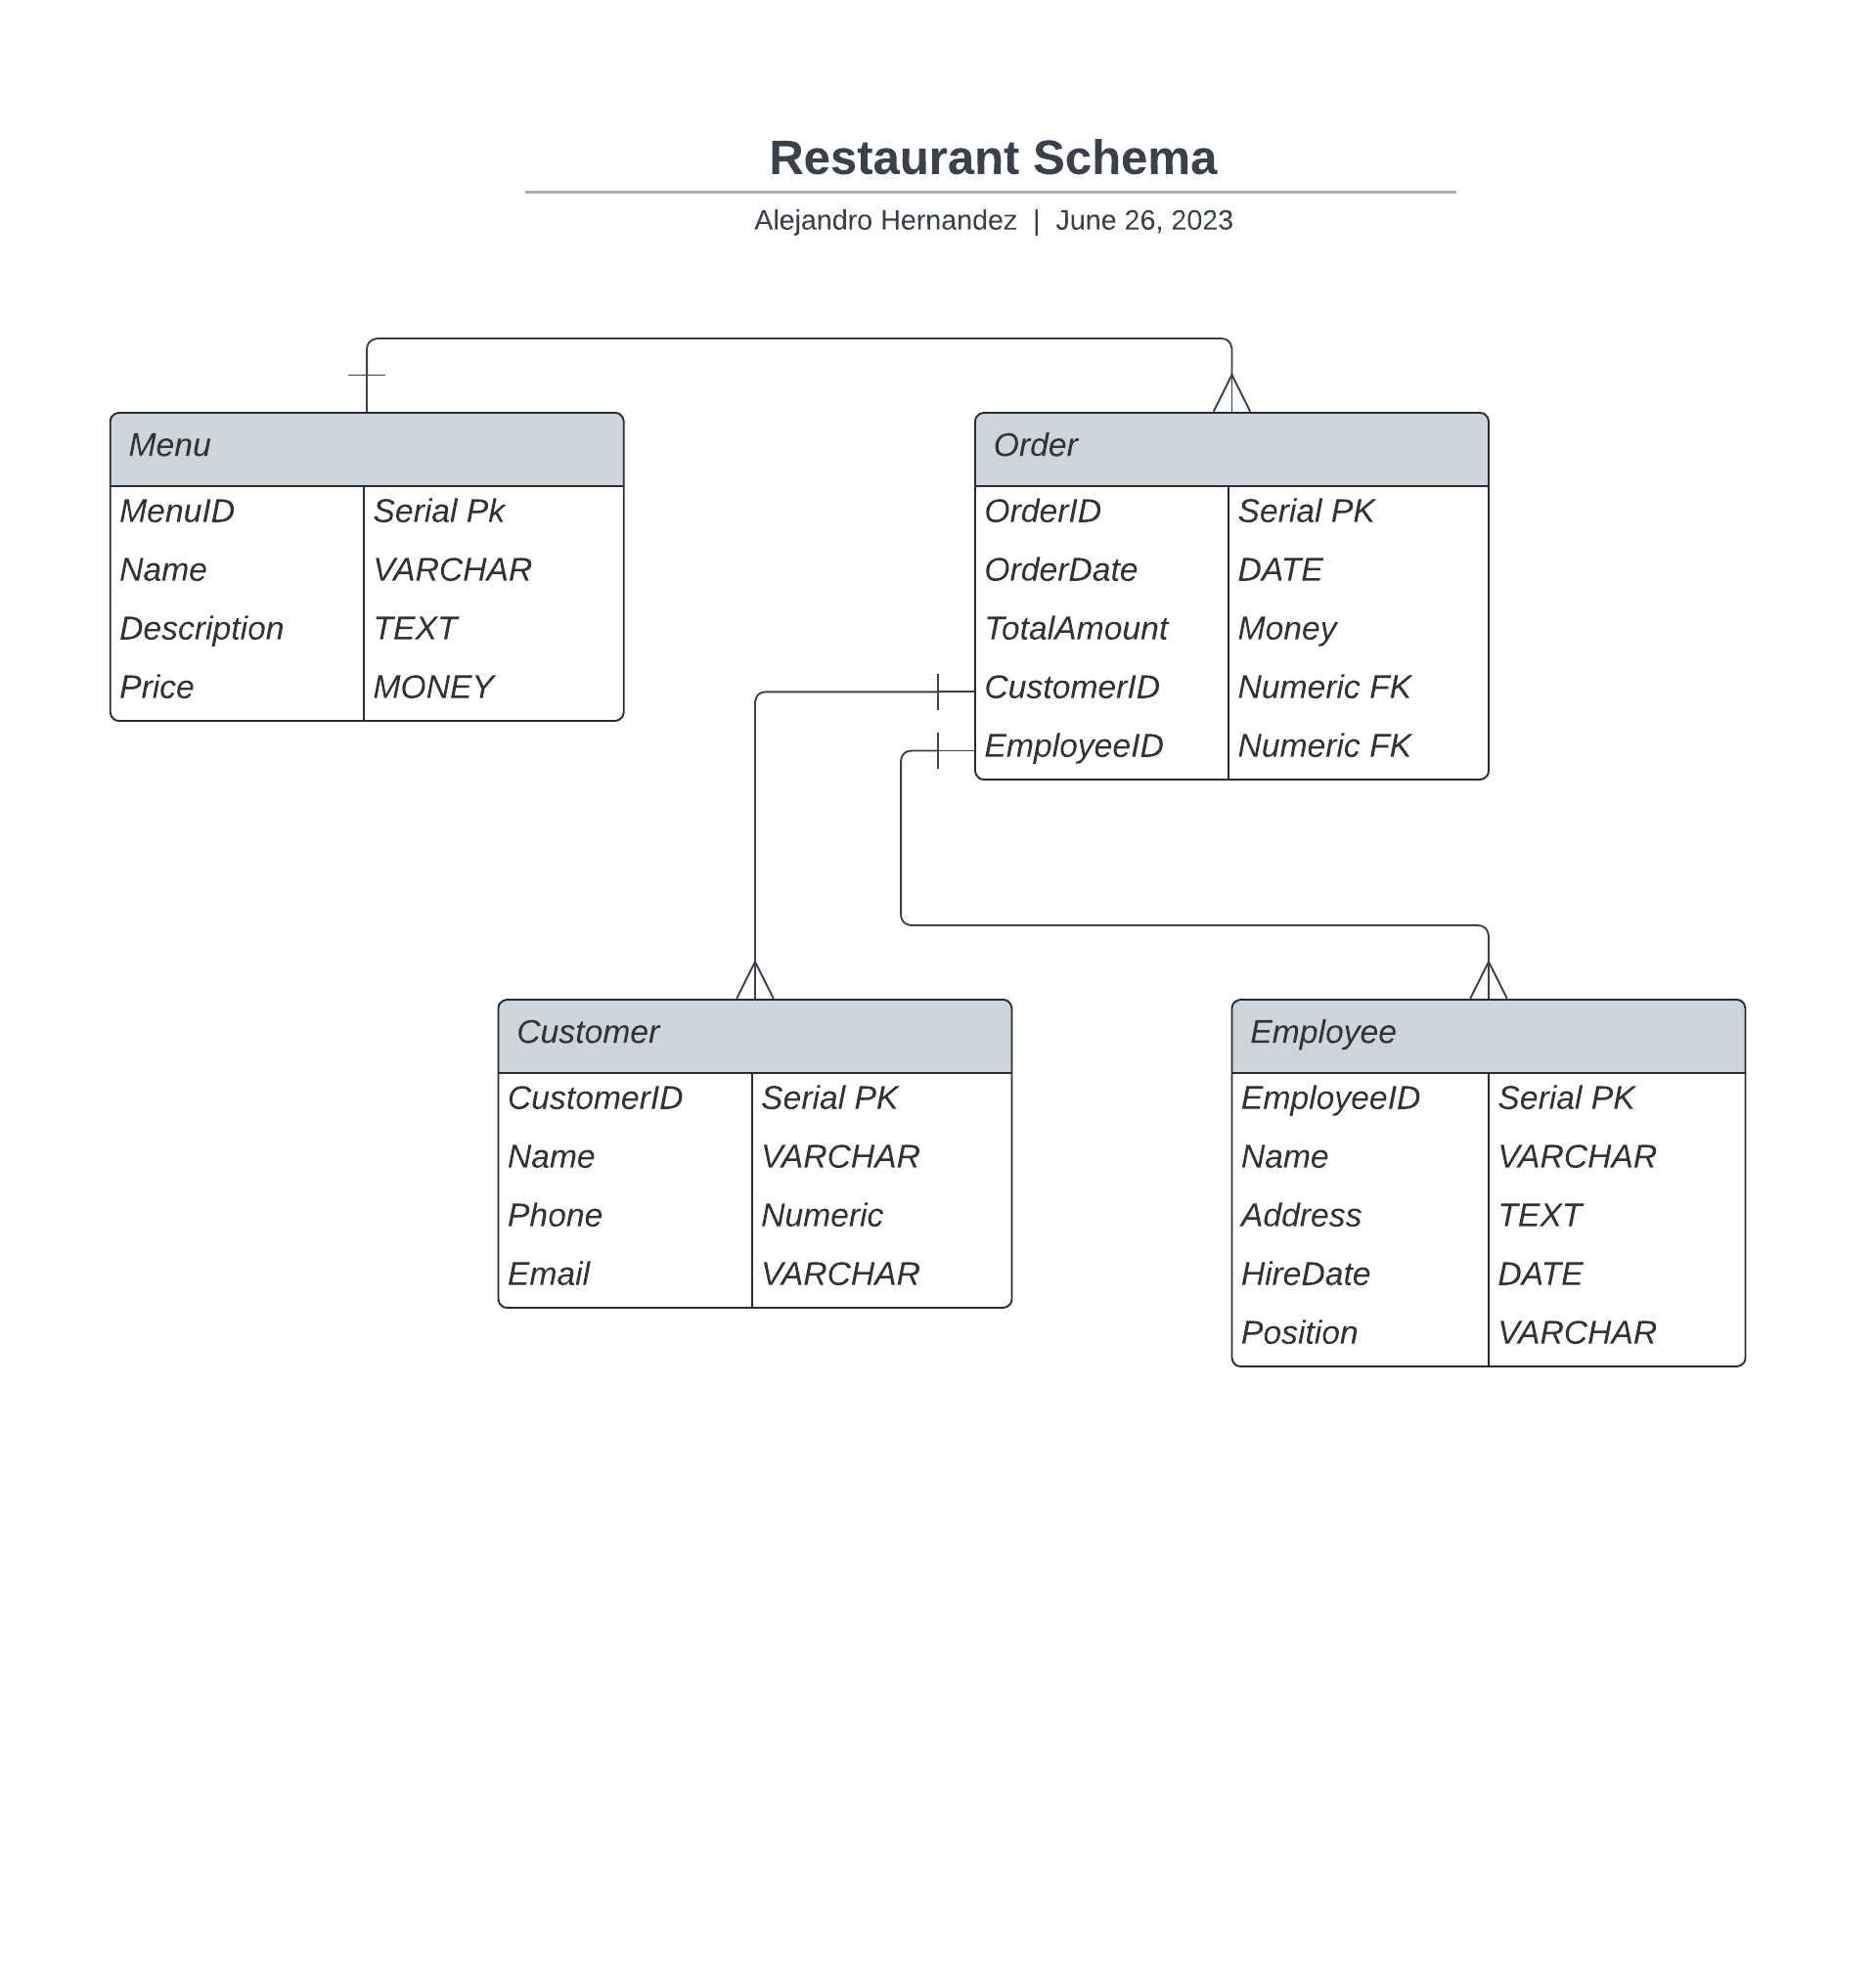 Restaurant Schema
Alejandro Hernandez | June 26, 2023
Menu
MenuID Serial Pk
Name VARCHAR
Description TEXT
Price MONEY
Order
OrderID Serial PK
OrderDate DATE
TotalAmount Money
CustomerID Numeric FK
EmployeeID Numeric FK
Customer
CustomerID Serial PK
Name VARCHAR
Phone Numeric
Email VARCHAR
Employee
EmployeeID Serial PK
Name VARCHAR
Address TEXT
HireDate DATE
Position VARCHAR